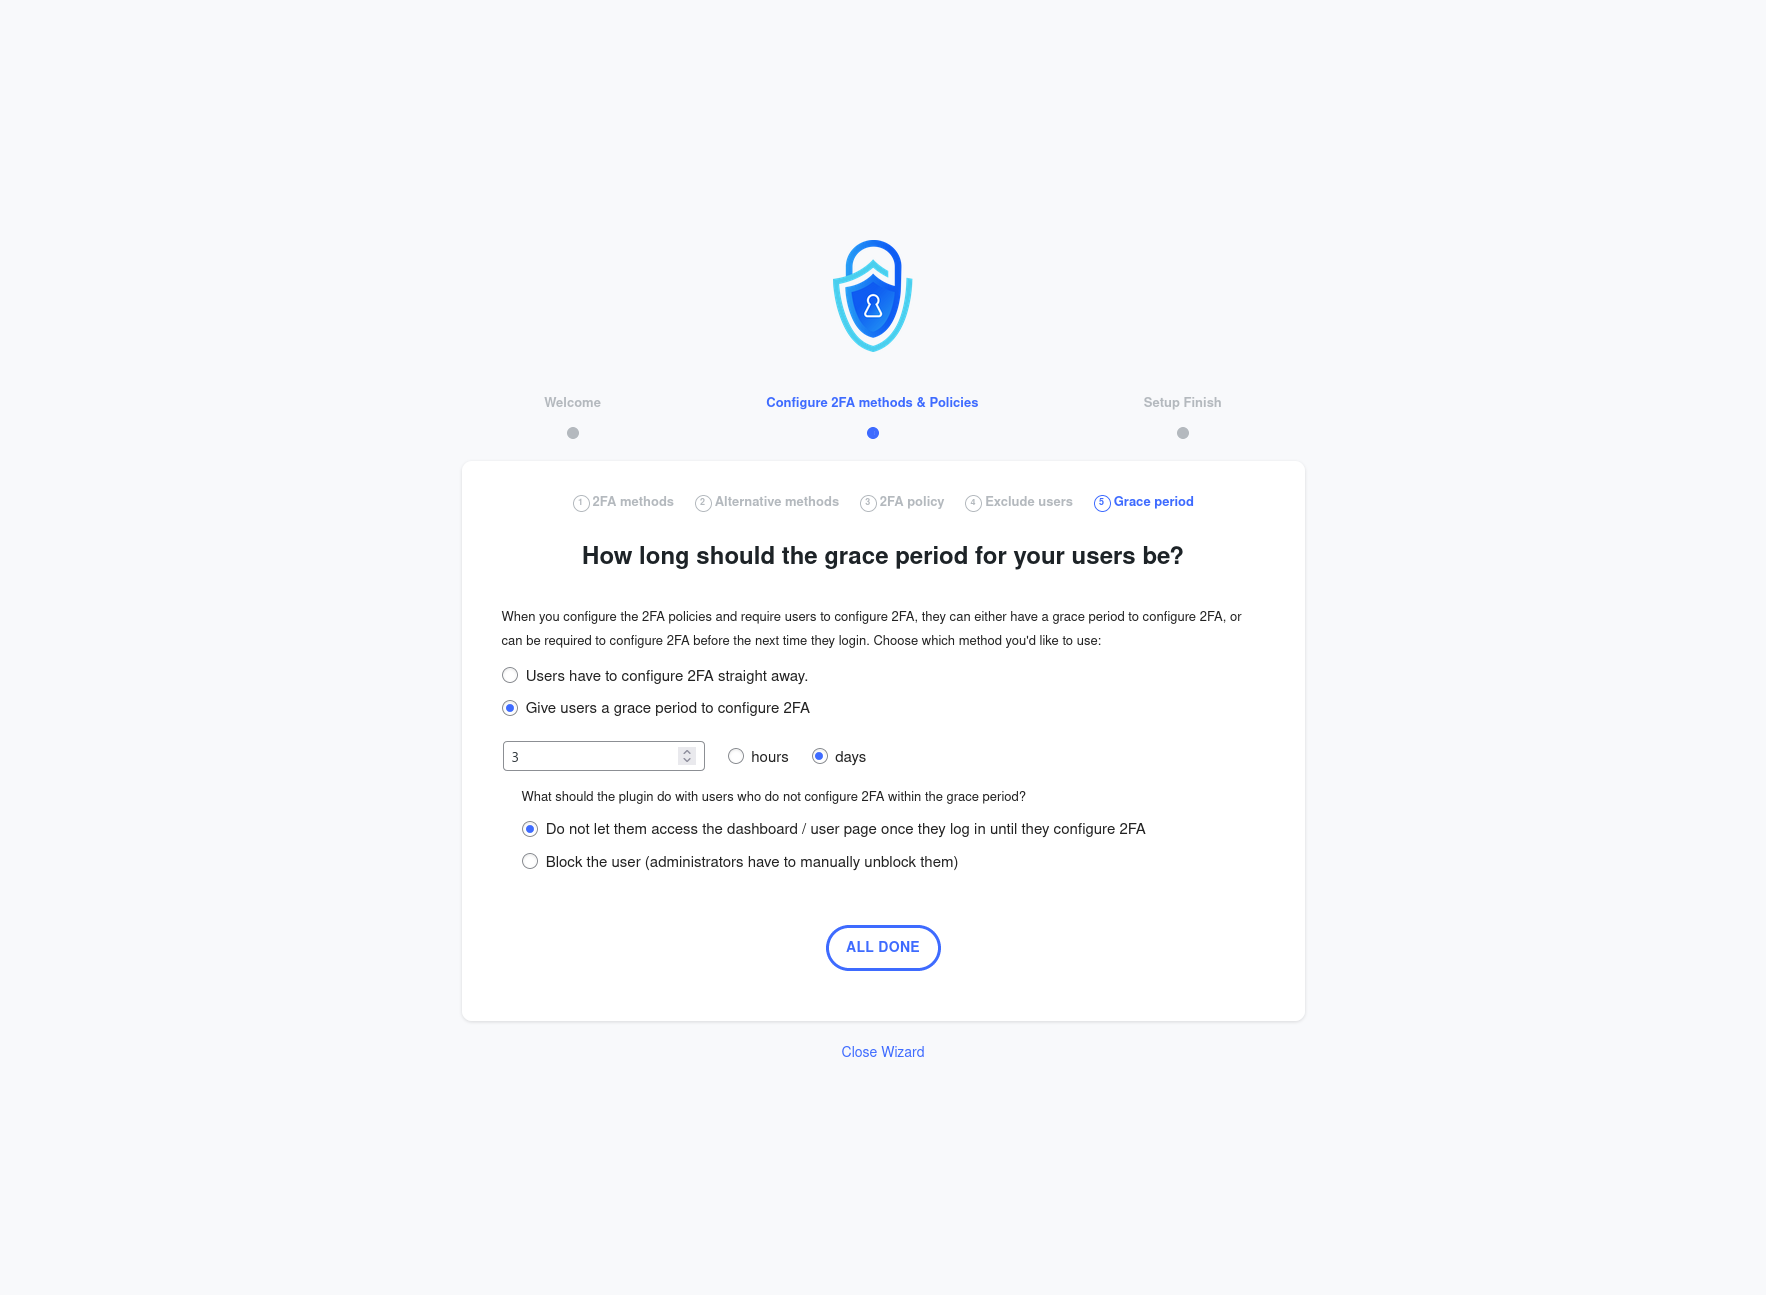 Welcome
Configure 2FA methods & Policies
Setup Finish
1 2FA methods 2 Alternative methods 3 2FA policy 4 Exclude users 5 Grace period
How long should the grace period for your users be?
When you configure the 2FA policies and require users to configure 2FA, they can either have a grace period to configure 2FA, or
can be required to configure 2FA before the next time they login. Choose which method you'd like to use:
Users have to configure 2FA straight away.
Give users a grace period to configure 2FA
3 hours days
What should the plugin do with users who do not configure 2FA within the grace period?
Do not let them access the dashboard / user page once they log in until they configure 2FA
Block the user (administrators have to manually unblock them)
ALL DONE
Close Wizard